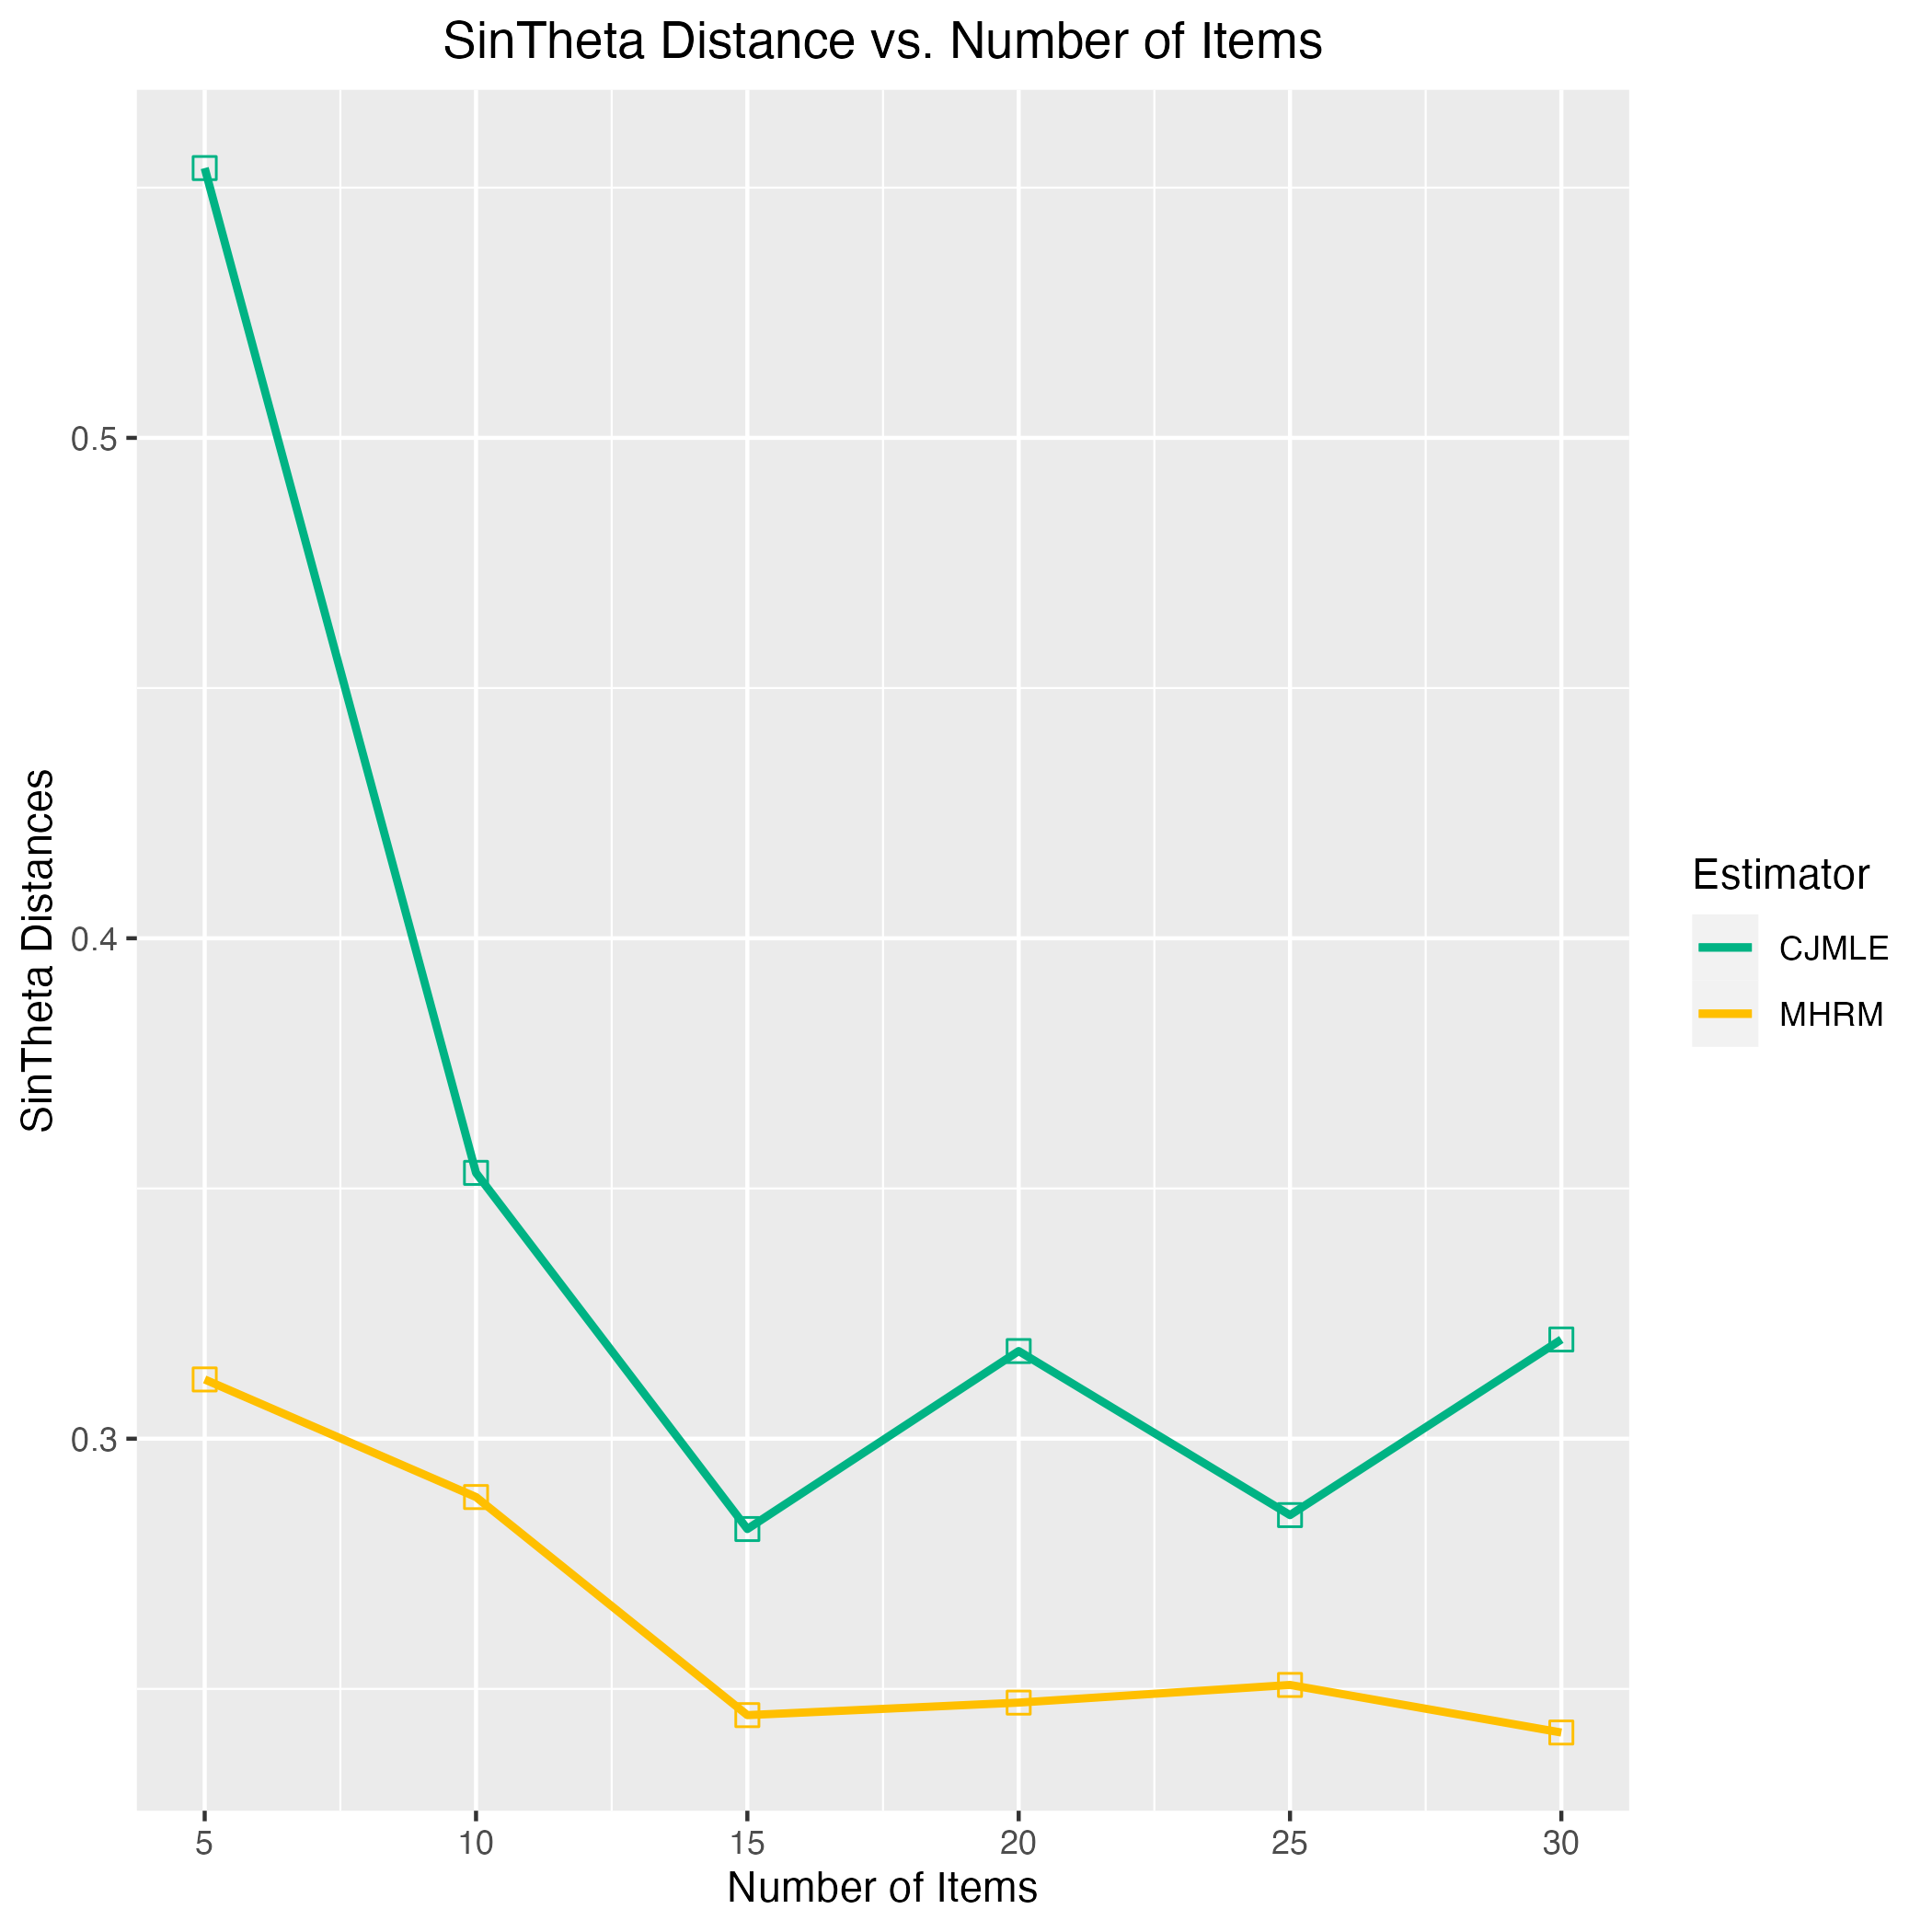 SinTheta Distance vs. Number of Items
SinTheta Distances
0.5
0.4
0.3
5 10 15 20 25 30
Number of Items
Estimator
CJMLE
MHRM